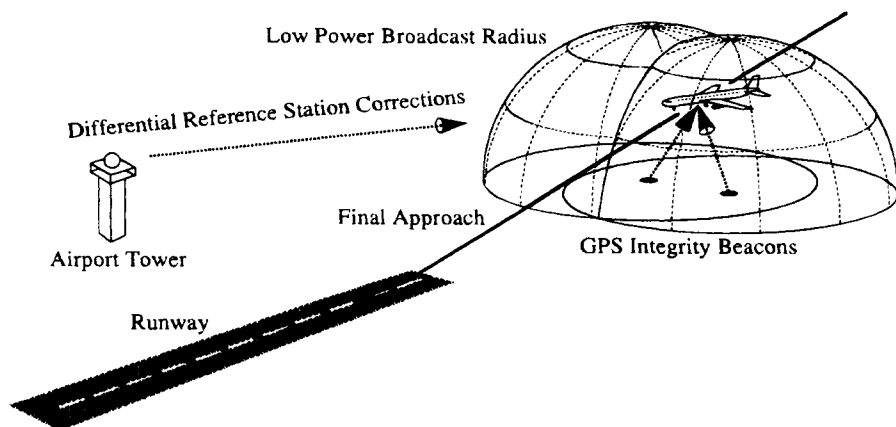 Low Power Broadcast Radius
Differential Reference Station Corrections
Final Approach
Airport Tower
GPS Integrity Beacons
Runway